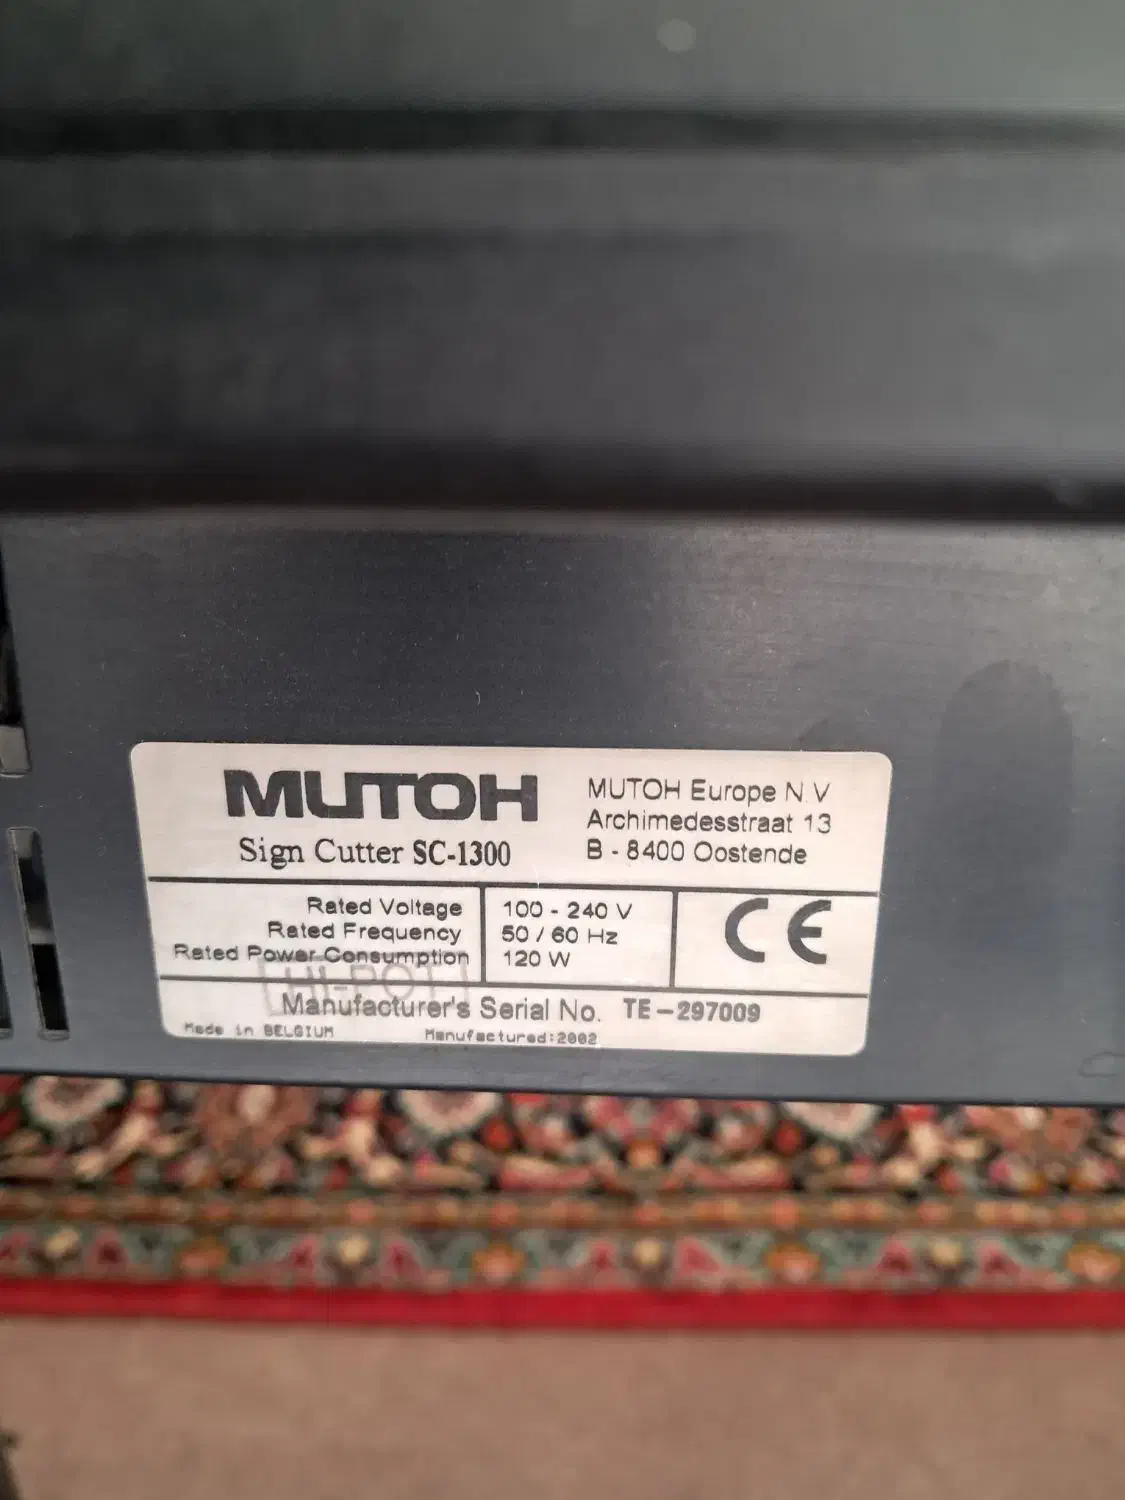 MUTOH
Sign Cutter SC-1300
MUTOH Europe N.V
Archimedesstraat 13
B - 8400 Oostende
Rated Voltage 100 - 240 V
Rated Frequency 50 / 60 Hz
Rated Power Consumption 120 W
CE
HI-POT
Manufacturer's Serial No. TE-297009
Made in BELGIUM Manufactured:2002